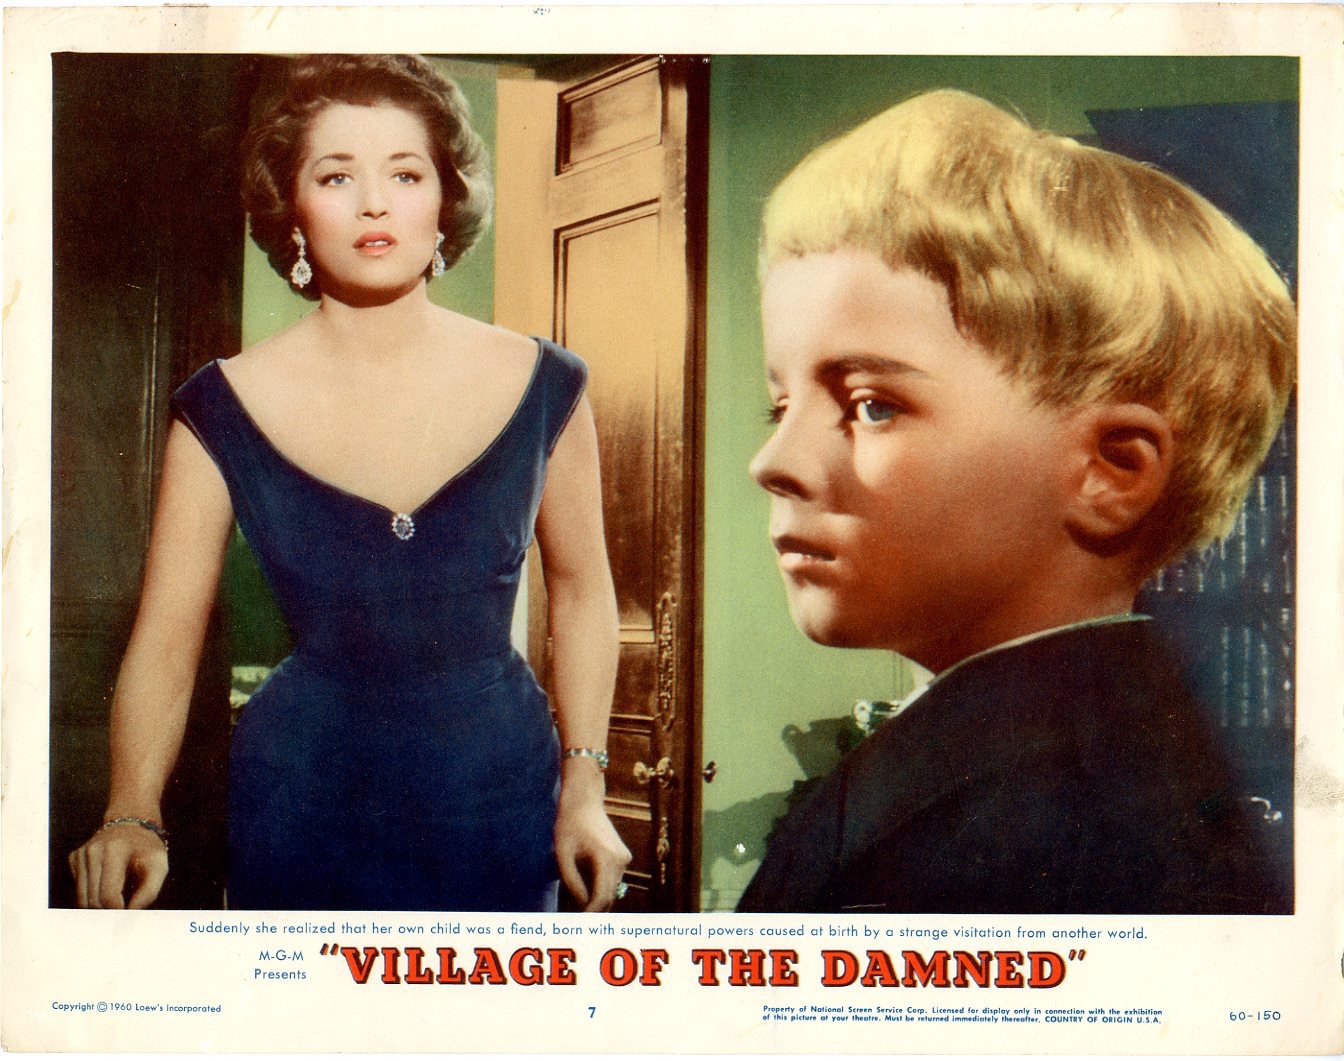 Suddenly she realized that her own child was a fiend, born with supernatural powers caused at birth by a strange visitation from another world.
M-G-M
Presents
"VILLAGE OF THE DAMNED"
Copyright © 1960 Loew's Incorporated
7
Property of National Screen Service Corp. Licensed for display only in connection with the exhibition
of this picture at your theatre. Must be returned immediately thereafter. COUNTRY OF ORIGIN U.S.A.
60-150